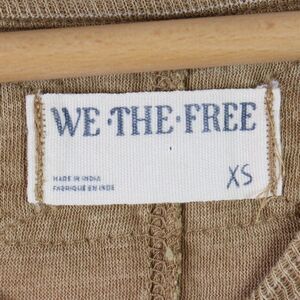 WE·THE·FREE
MADE IN INDIA
FABRIQUÉ EN INDE
XS